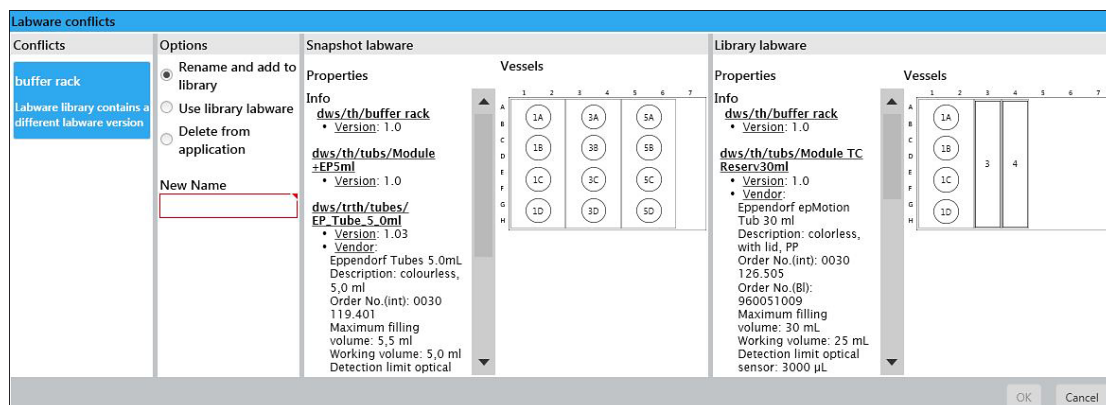 Labware conflicts
Conflicts
buffer rack
Labware library contains a
different labware version
Options
Rename and add to
library
Use library labware
Delete from
application
New Name
Snapshot labware
Properties
Info
dws/th/buffer rack
• Version: 1.0
dws/th/tubs/Module
+EP5ml
• Version: 1.0
dws/trth/tubes/
EP_Tube_5_0ml
• Version: 1.03
• Vendor:
Eppendorf Tubes 5.0mL
Description: colourless,
5,0 ml
Order No.(int): 0030
119.401
Maximum filling
volume: 5,5 ml
Working volume: 5,0 ml
Detection limit optical
Vessels
1 2 3 4 5 6 7
A
B
C
D
E
F
G
H
1A 3A 5A
1B 3B 5B
1C 3C 5C
1D 3D 5D
Library labware
Properties
Info
dws/th/buffer rack
• Version: 1.0
dws/th/tubs/Module TC
Reserv30ml
• Version: 1.0
• Vendor:
Eppendorf epMotion
Tub 30 ml
Description: colorless,
with lid, PP
Order No.(int): 0030
126.505
Order No.(Bl):
960051009
Maximum filling
volume: 30 mL
Working volume: 25 mL
Detection limit optical
sensor: 3000 µL
Vessels
1 2 3 4 5 6 7
A
B
C
D
E
F
G
H
1A
1B
1C
1D
3 4
OK Cancel